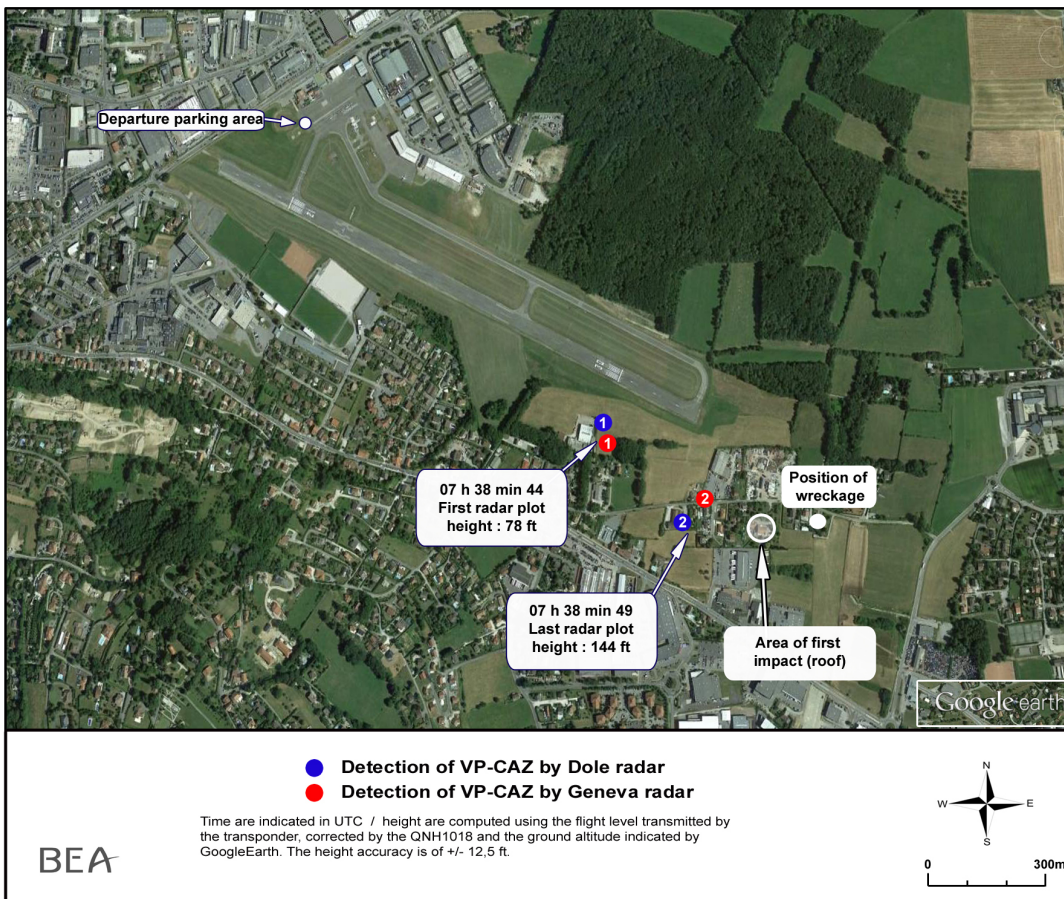 Departure parking area
1
1
07 h 38 min 44
First radar plot
height : 78 ft
2
2
Position of
wreckage
07 h 38 min 49
Last radar plot
height : 144 ft
Area of first
impact (roof)
Google earth
Detection of VP-CAZ by Dole radar
Detection of VP-CAZ by Geneva radar
Time are indicated in UTC / height are computed using the flight level transmitted by
the transponder, corrected by the QNH1018 and the ground altitude indicated by
GoogleEarth. The height accuracy is of +/- 12,5 ft.
BEA
N
W
E
S
0
300m